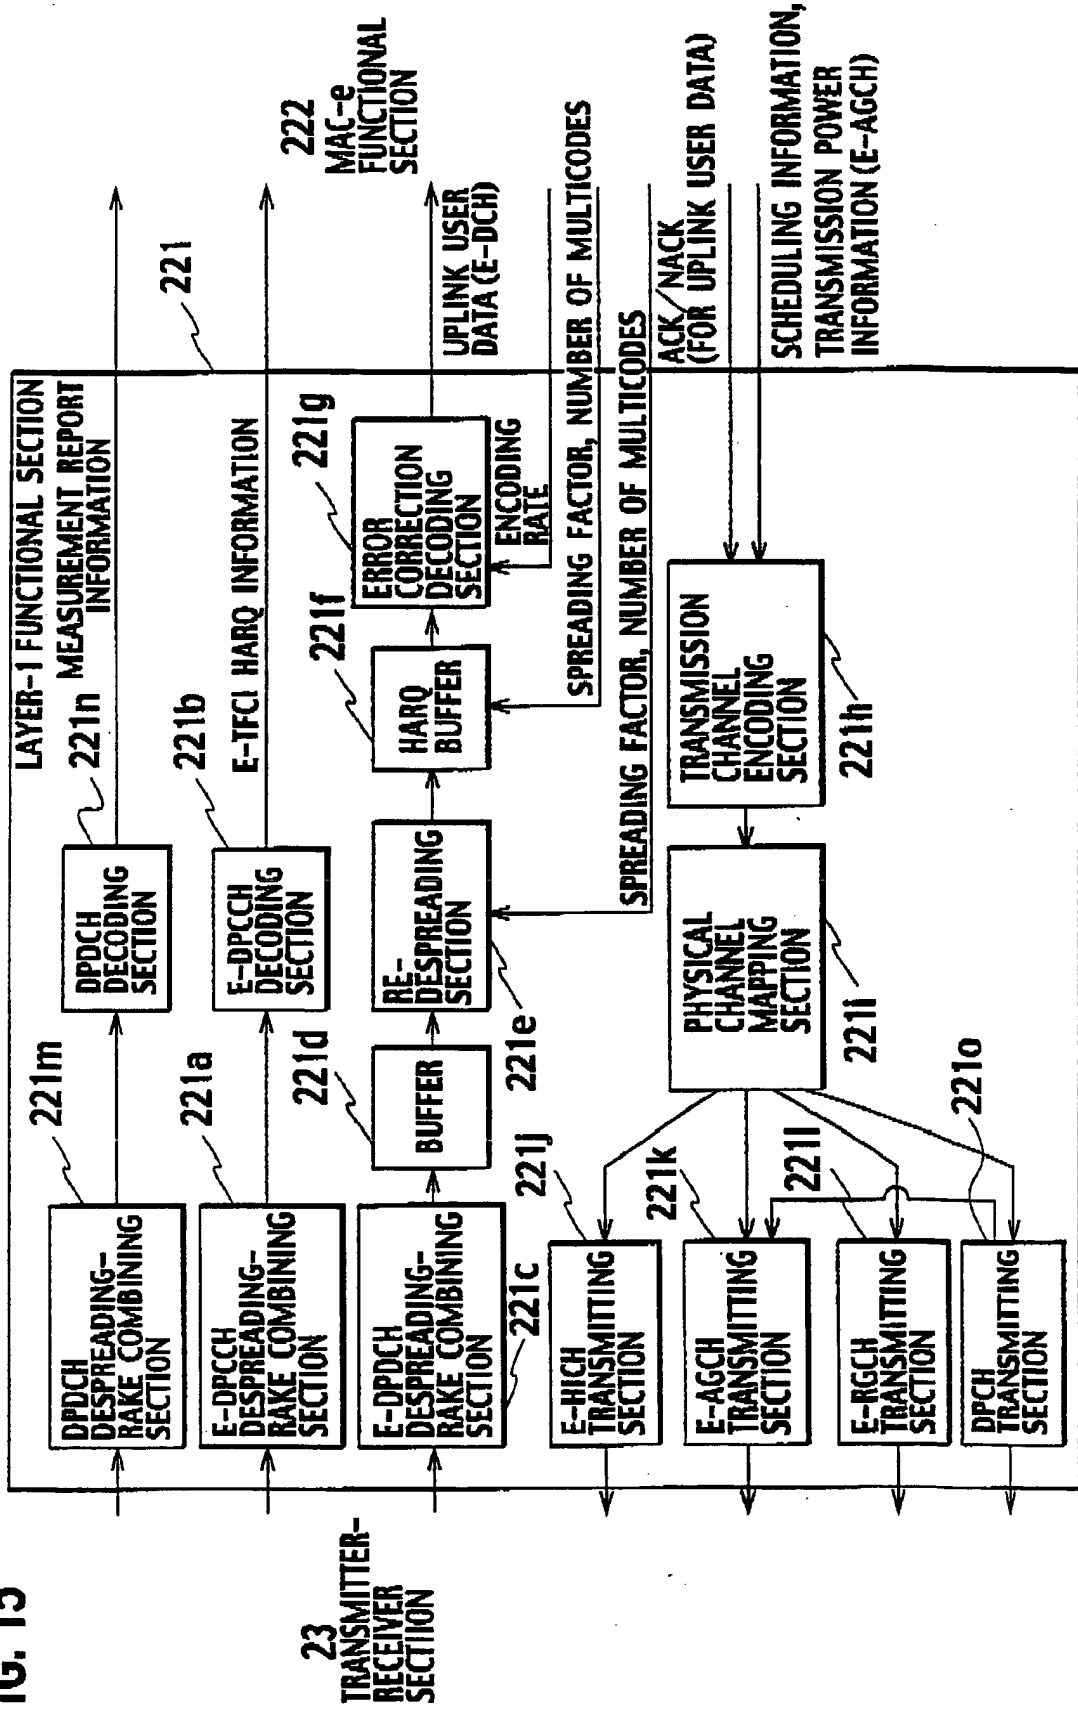 IG. 15
LAYER-1 FUNCTIONAL SECTION
221
222
MAC-e
FUNCTIONAL
SECTION
23
TRANSMITTER-
RECEIVER
SECTION
221m
DPDCH
DESPREADING-
RAKE COMBINING
SECTION
221n
DPDCH
DECODING
SECTION
MEASUREMENT REPORT
INFORMATION
221a
E-DPCCH
DESPREADING-
RAKE COMBINING
SECTION
221b
E-DPCCH
DECODING
SECTION
E-TFCI HARQ INFORMATION
E-DPDCH
DESPREADING-
RAKE COMBINING
SECTION
221c
221d
BUFFER
RE-
DESPREADING
SECTION
221e
221f
HARQ
BUFFER
221g
ERROR
CORRECTION
DECODING
SECTION
ENCODING
RATE
UPLINK USER
DATA (E-DCH)
SPREADING FACTOR, NUMBER OF MULTICODES
SPREADING FACTOR, NUMBER OF MULTICODES
ACK/NACK
(FOR UPLINK USER DATA)
SCHEDULING INFORMATION,
TRANSMISSION POWER
INFORMATION (E-AGCH)
TRANSMISSION
CHANNEL
ENCODING
SECTION
221h
PHYSICAL
CHANNEL
MAPPING
SECTION
221i
221j
E-HICH
TRANSMITTING
SECTION
221k
E-AGCH
TRANSMITTING
SECTION
221l
E-RGCH
TRANSMITTING
SECTION
221o
DPCH
TRANSMITTING
SECTION